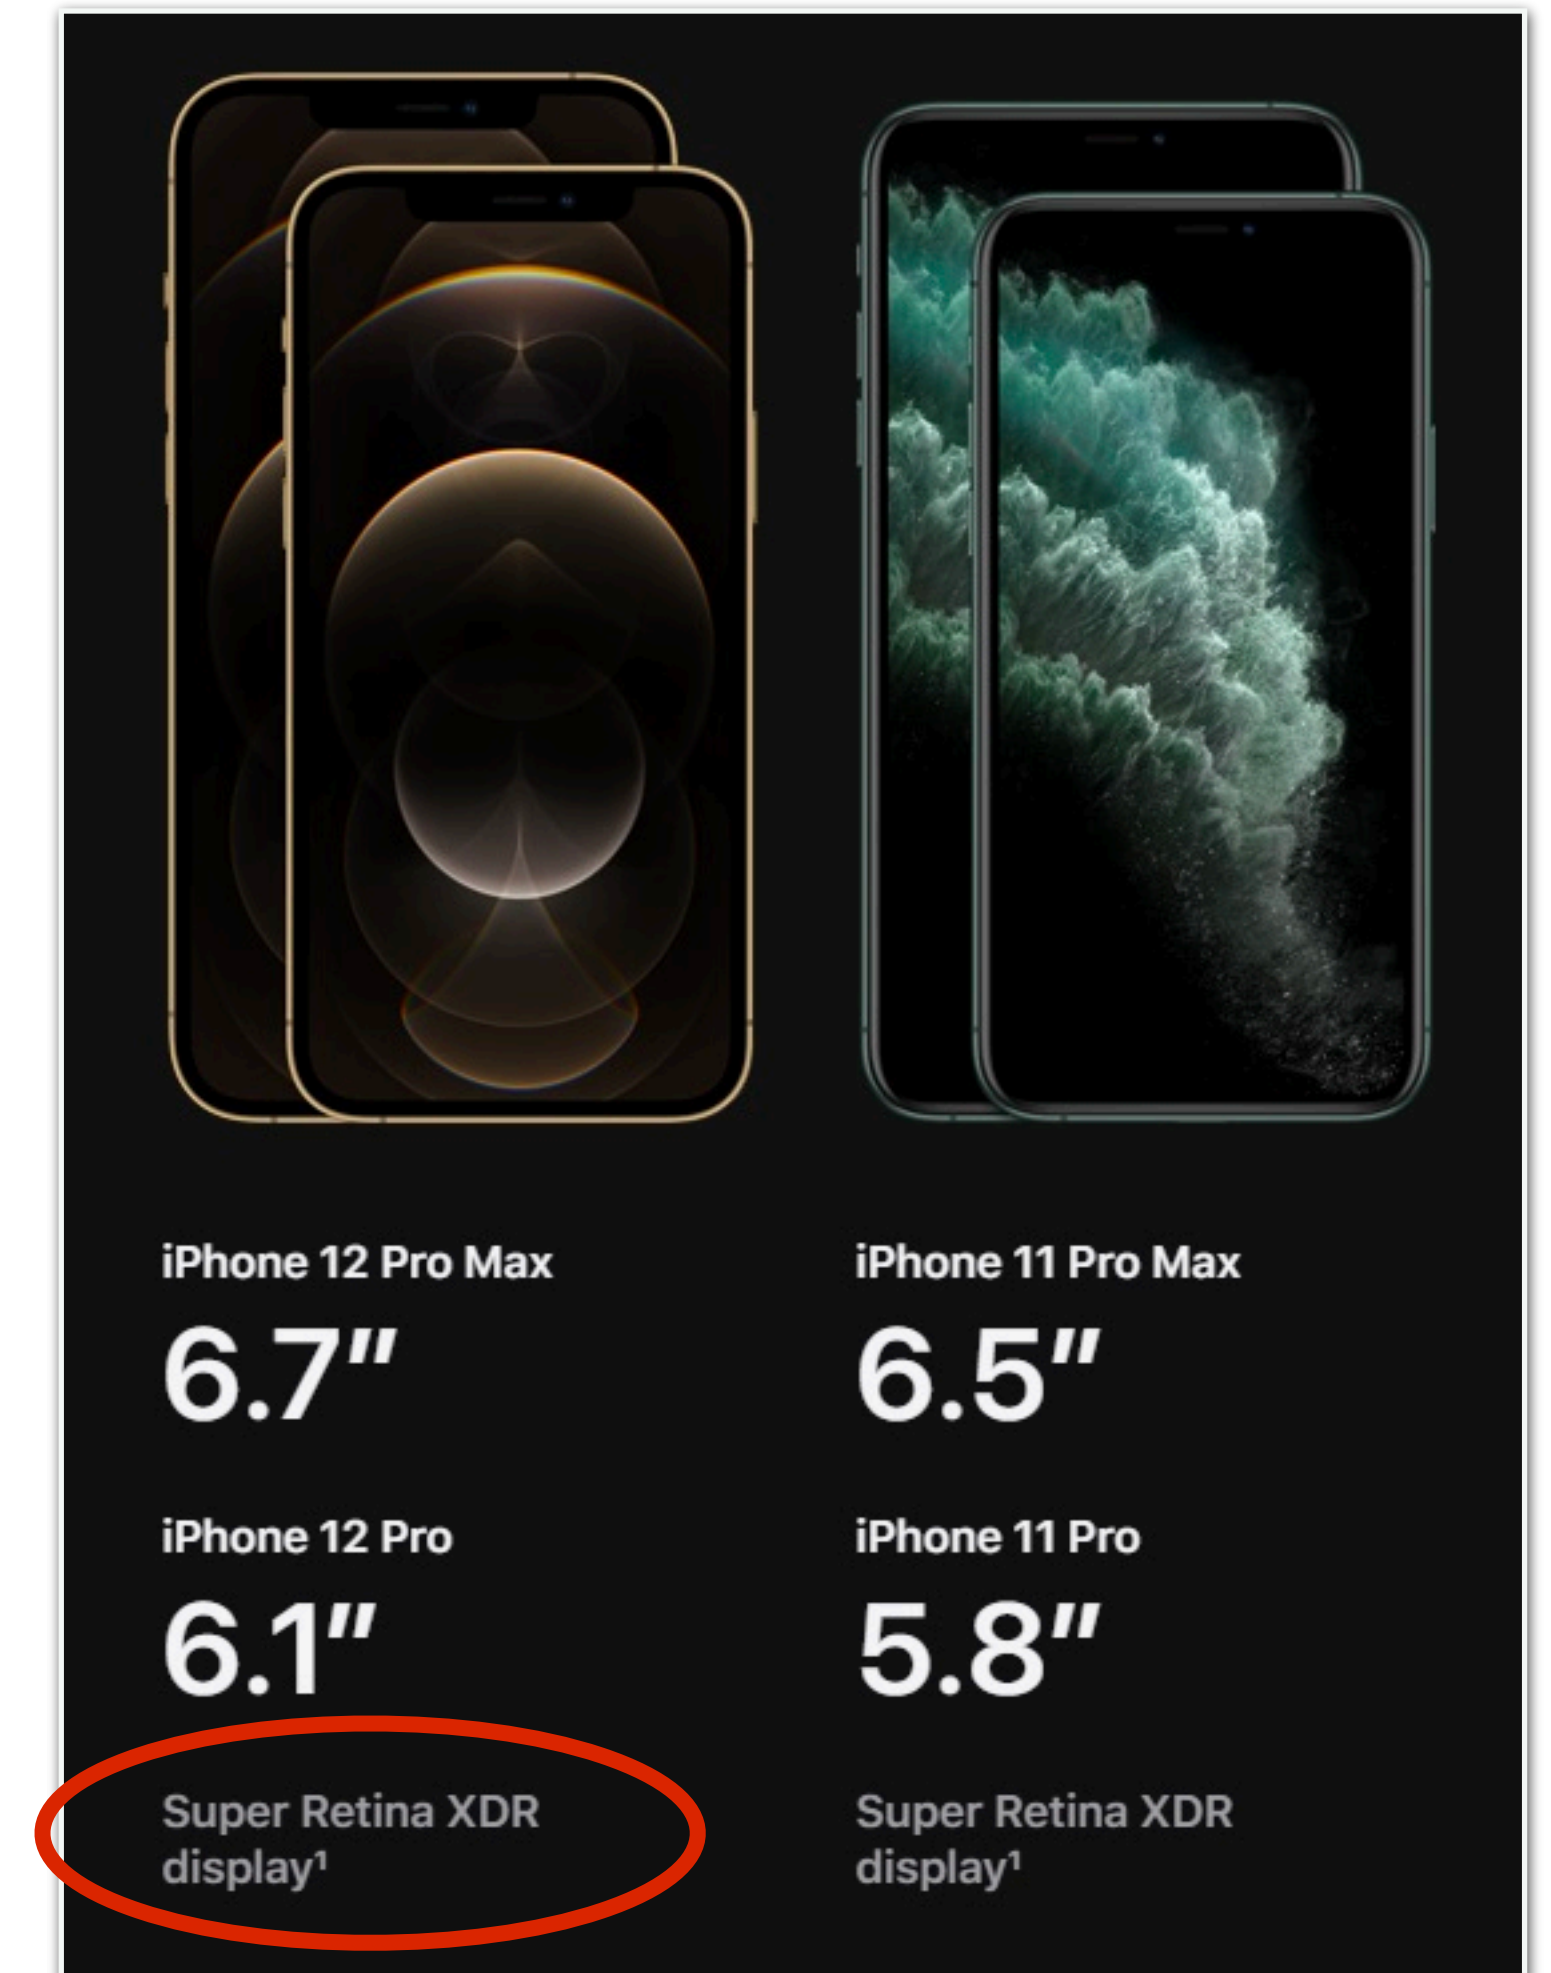 iPhone 12 Pro Max
6.7″
iPhone 12 Pro
6.1″
Super Retina XDR
display¹
iPhone 11 Pro Max
6.5″
iPhone 11 Pro
5.8″
Super Retina XDR
display¹